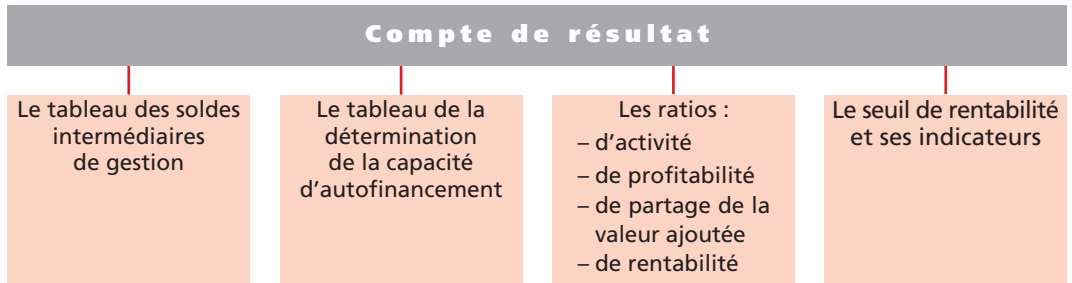 Compte de résultat
Le tableau des soldes
intermédiaires
de gestion
Le tableau de la
détermination
de la capacité
d’autofinancement
Les ratios :
– d’activité
– de profitabilité
– de partage de la
valeur ajoutée
– de rentabilité
Le seuil de rentabilité
et ses indicateurs